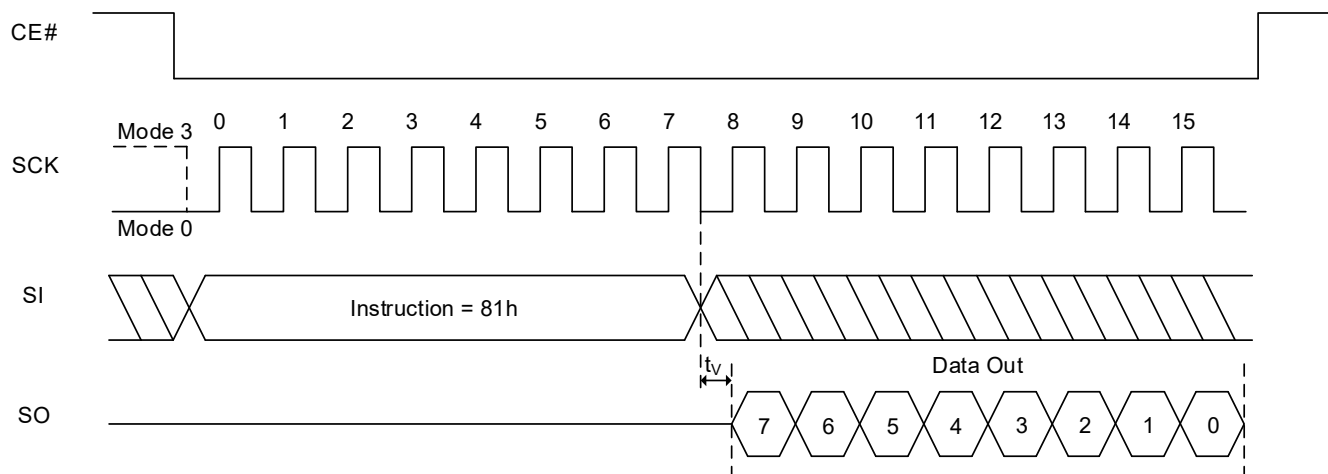 CE#
0 1 2 3 4 5 6 7 8 9 10 11 12 13 14 15
Mode 3
SCK
Mode 0
SI
Instruction = 81h
tV
Data Out
SO
7 6 5 4 3 2 1 0